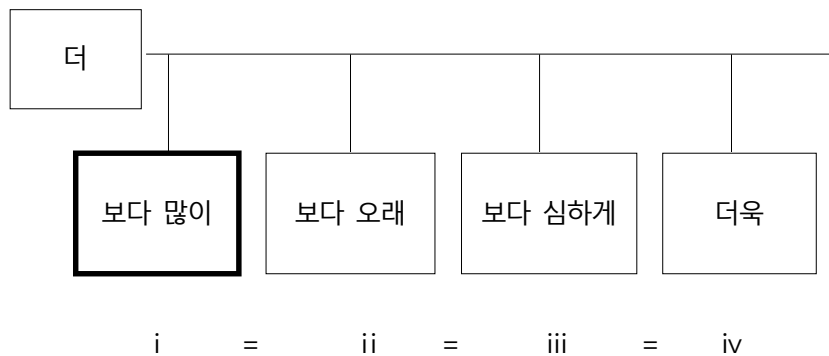 더
보다 많이 보다 오래 보다 심하게 더욱
i = ii = iii = iv